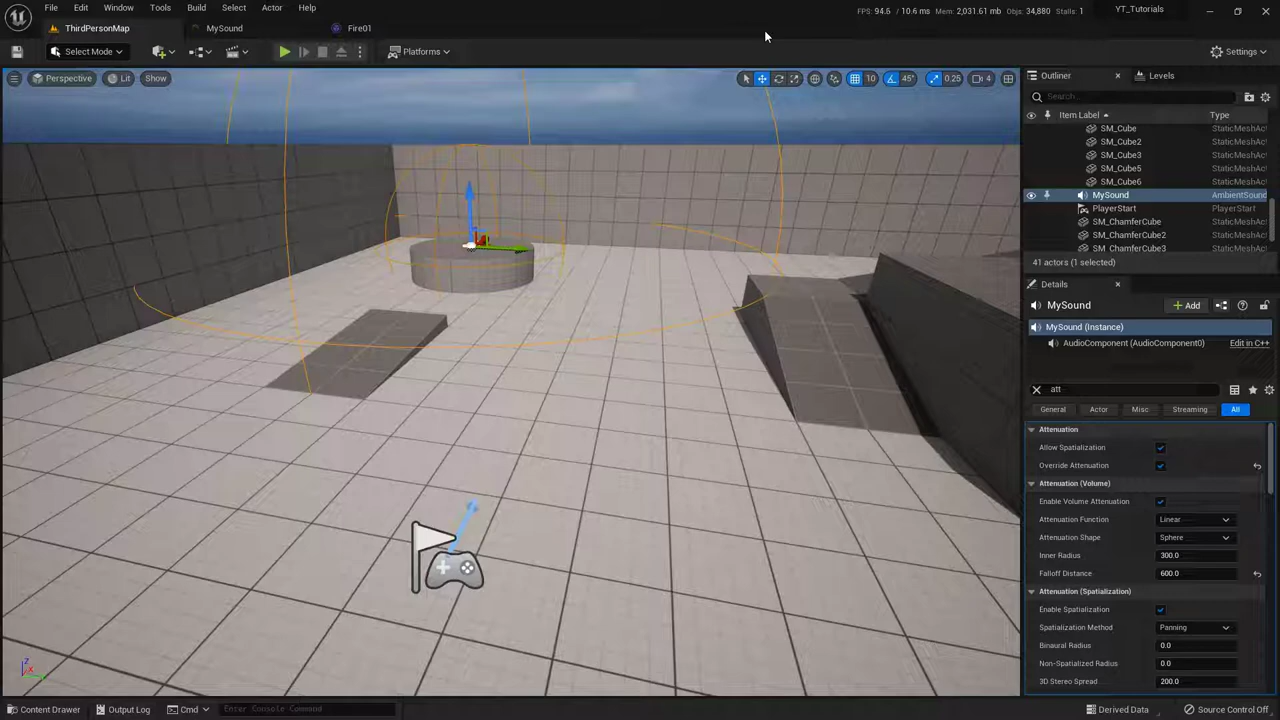 File Edit Window Tools Build Select Actor Help
FPS: 94.6 / 10.6 ms Mem: 2,031.61 mb Objs: 34,880 Stalls: 1
YT_Tutorials
ThirdPersonMap MySound Fire01
Select Mode Platforms Settings
Perspective Lit Show 10 45° 0.25 4
Outliner Levels
Search...
Item Label Type
SM_Cube StaticMeshAct
SM_Cube2 StaticMeshAct
SM_Cube3 StaticMeshAct
SM_Cube5 StaticMeshAct
SM_Cube6 StaticMeshAct
MySound AmbientSound
PlayerStart PlayerStart
SM_ChamferCube StaticMeshAct
SM_ChamferCube2 StaticMeshAct
SM_ChamferCube3 StaticMeshAct
41 actors (1 selected)
Details
MySound + Add
MySound (Instance)
AudioComponent (AudioComponent0) Edit in C++
att
General Actor Misc Streaming All
Attenuation
Allow Spatialization
Override Attenuation
Attenuation (Volume)
Enable Volume Attenuation
Attenuation Function Linear
Attenuation Shape Sphere
Inner Radius 300.0
Falloff Distance 600.0
Attenuation (Spatialization)
Enable Spatialization
Spatialization Method Panning
Binaural Radius 0.0
Non-Spatialized Radius 0.0
3D Stereo Spread 200.0
Z
X
Content Drawer Output Log Cmd Enter Console Command Derived Data Source Control Off